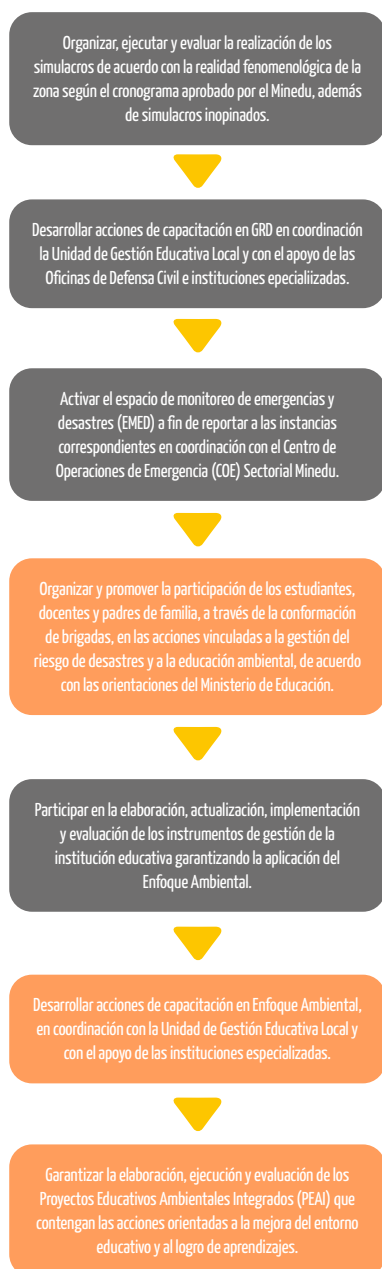 Organizar, ejecutar y evaluar la realización de los
simulacros de acuerdo con la realidad fenomenológica de la
zona según el cronograma aprobado por el Minedu, además
de simulacros inopinados.
Desarrollar acciones de capacitación en GRD en coordinación
la Unidad de Gestión Educativa Local y con el apoyo de las
Oficinas de Defensa Civil e instituciones epecialiizadas.
Activar el espacio de monitoreo de emergencias y
desastres (EMED) a fin de reportar a las instancias
correspondientes en coordinación con el Centro de
Operaciones de Emergencia (COE) Sectorial Minedu.
Organizar y promover la participación de los estudiantes,
docentes y padres de familia, a través de la conformación
de brigadas, en las acciones vinculadas a la gestión del
riesgo de desastres y a la educación ambiental, de acuerdo
con las orientaciones del Ministerio de Educación.
Participar en la elaboración, actualización, implementación
y evaluación de los instrumentos de gestión de la
institución educativa garantizando la aplicación del
Enfoque Ambiental.
Desarrollar acciones de capacitación en Enfoque Ambiental,
en coordinación con la Unidad de Gestión Educativa Local y
con el apoyo de las instituciones especializadas.
Garantizar la elaboración, ejecución y evaluación de los
Proyectos Educativos Ambientales Integrados (PEAI) que
contengan las acciones orientadas a la mejora del entorno
educativo y al logro de aprendizajes.